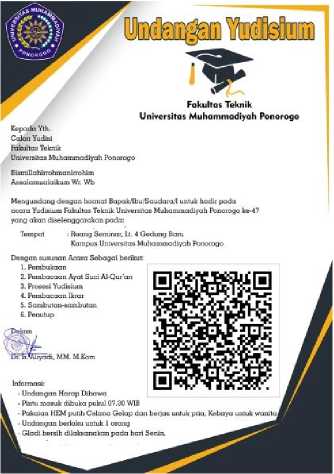 UNIVERSITAS MUHAMMADIYAH
PONOROGO
Undangan Yudisium
Fakultas Teknik
Universitas Muhammadiyah Ponorogo
Kepada Yth.
Calon Yudisi
Fakultas Teknik
Universitas Muhammadiyah Ponorogo
Bismillahirrohmanirrohim
Assalamu'alaikum Wr. Wb
Mengundang dengan hormat Bapak/Ibu/Saudara/i untuk hadir pada
acara Yudisium Fakultas Teknik Universitas Muhammadiyah Ponorogo ke-47
yang akan diselenggarakan pada:
Tempat : Ruang Seminar, Lt. 4 Gedung Baru
Kampus Universitas Muhammadiyah Ponorogo
Dengan susunan Acara Sebagai berikut:
1. Pembukaan
2. Pembacaan Ayat Suci Al-Qur'an
3. Prosesi Yudisium
4. Pembacaan Ikrar
5. Sambutan-sambutan
6. Penutup
Dekan
MM. M.Kom
Informasi:
- Undangan Harap Dibawa
- Pintu masuk dibuka pukul 07.30 WIB
- Pakaian HEM putih Celana Gelap dan berjas untuk pria, Kebaya untuk wanita
- Undangan berlaku untuk 1 orang
- Gladi bersih dilaksanakan pada hari Senin,